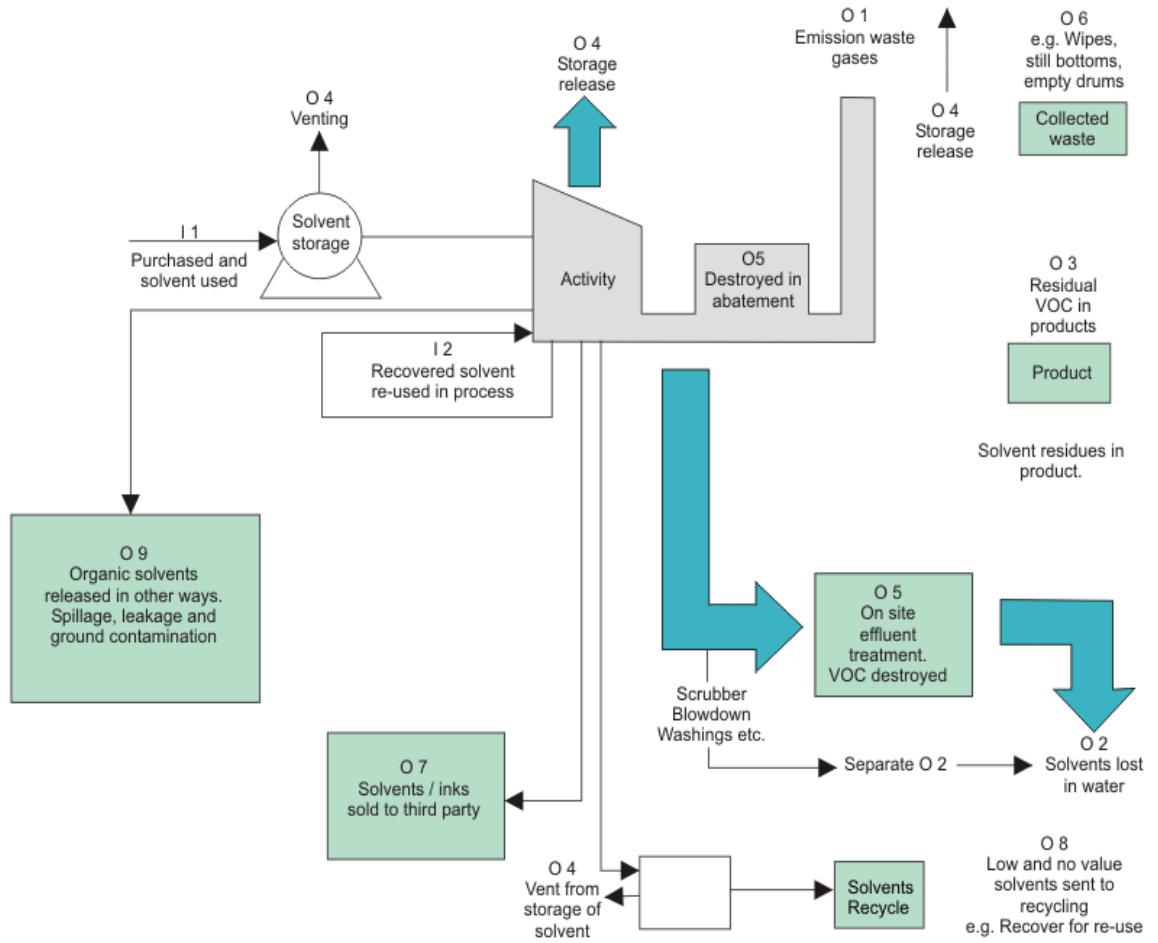 O 1
Emission waste
gases
O 6
e.g. Wipes,
still bottoms,
empty drums
O 4
Storage
release
O 4
Venting
O 4
Storage
release
Collected
waste
Solvent
storage
I 1
Purchased and
solvent used
Activity
O5
Destroyed in
abatement
O 3
Residual
VOC in
products
Product
I 2
Recovered solvent
re-used in process
Solvent residues in
product.
O 9
Organic solvents
released in other ways.
Spillage, leakage and
ground contamination
O 5
On site
effluent
treatment.
VOC destroyed
Scrubber
Blowdown
Washings etc.
Separate O 2
O 2
Solvents lost
in water
O 7
Solvents / inks
sold to third party
O 4
Vent from
storage of
solvent
Solvents
Recycle
O 8
Low and no value
solvents sent to
recycling
e.g. Recover for re-use